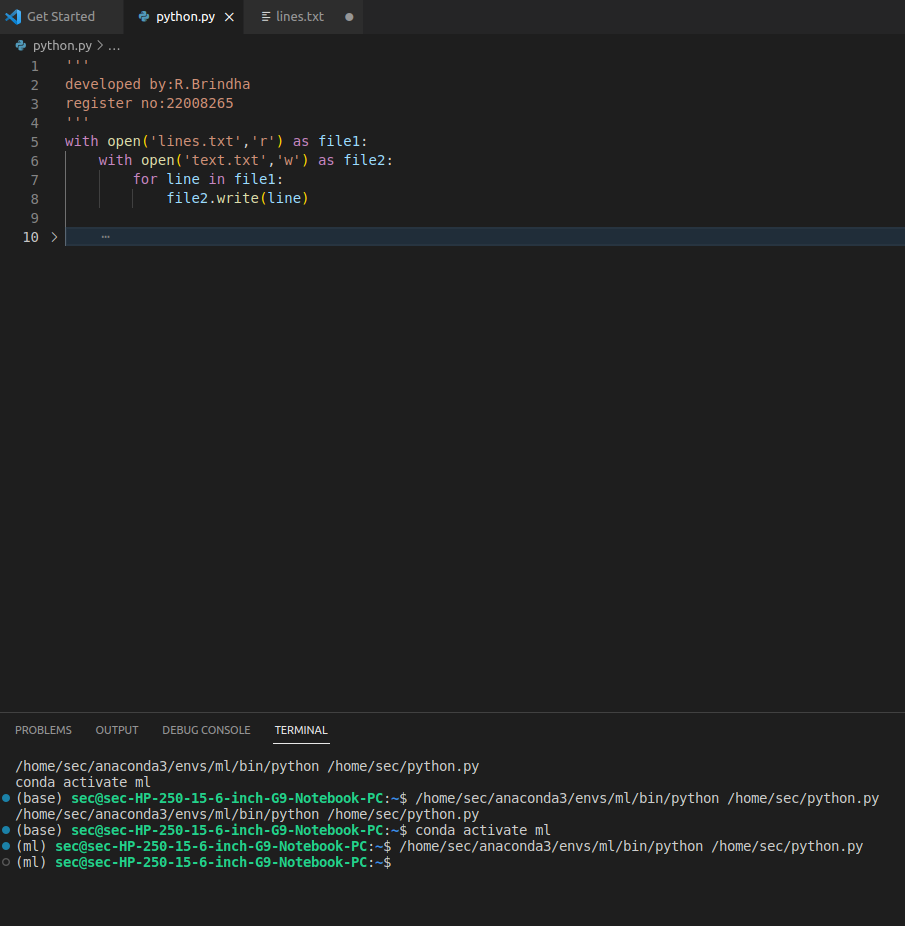 Get Started
python.py
lines.txt
python.py > ...
1 '''
2 developed by:R.Brindha
3 register no:22008265
4 '''
5 with open('lines.txt','r') as file1:
6     with open('text.txt','w') as file2:
7         for line in file1:
8             file2.write(line)
9
10 > ⋯
PROBLEMS OUTPUT DEBUG CONSOLE TERMINAL
/home/sec/anaconda3/envs/ml/bin/python /home/sec/python.py
conda activate ml
(base) sec@sec-HP-250-15-6-inch-G9-Notebook-PC:~$ /home/sec/anaconda3/envs/ml/bin/python /home/sec/python.py
/home/sec/anaconda3/envs/ml/bin/python /home/sec/python.py
(base) sec@sec-HP-250-15-6-inch-G9-Notebook-PC:~$ conda activate ml
(ml) sec@sec-HP-250-15-6-inch-G9-Notebook-PC:~$ /home/sec/anaconda3/envs/ml/bin/python /home/sec/python.py
(ml) sec@sec-HP-250-15-6-inch-G9-Notebook-PC:~$